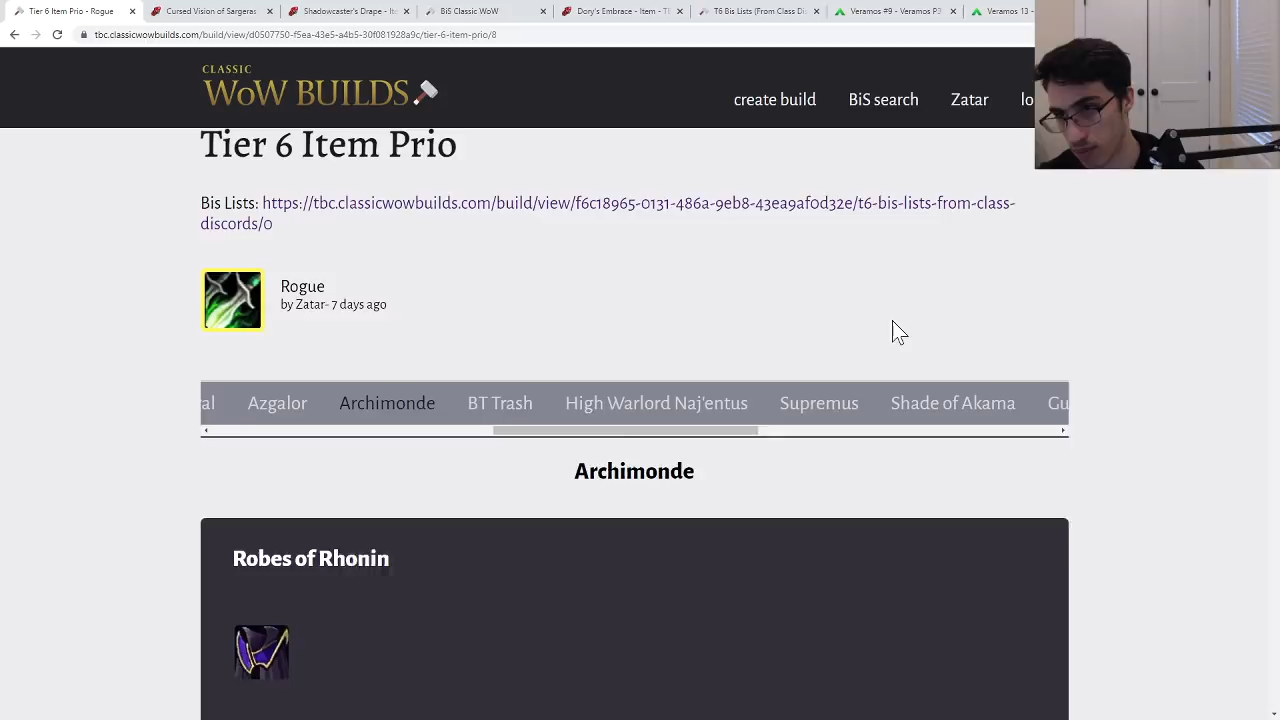 Tier 6 Item Prio - Rogue
Cursed Vision of Sargeras
Shadowcaster's Drape - Ite
BiS Classic WoW
Dory's Embrace - Item - TB
T6 Bis Lists (From Class Di
Veramos #9 - Veramos P3
Veramos 13 -
tbc.classicwowbuilds.com/build/view/d0507750-f5ea-43e5-a4b5-30f081928a9c/tier-6-item-prio/8
CLASSIC
WoW BUILDS
create build
BiS search
Zatar
lo
Tier 6 Item Prio
Bis Lists: https://tbc.classicwowbuilds.com/build/view/f6c18965-0131-486a-9eb8-43ea9af0d32e/t6-bis-lists-from-class-
discords/0
Rogue
by Zatar- 7 days ago
ral
Azgalor
Archimonde
BT Trash
High Warlord Naj'entus
Supremus
Shade of Akama
Gu
Archimonde
Robes of Rhonin